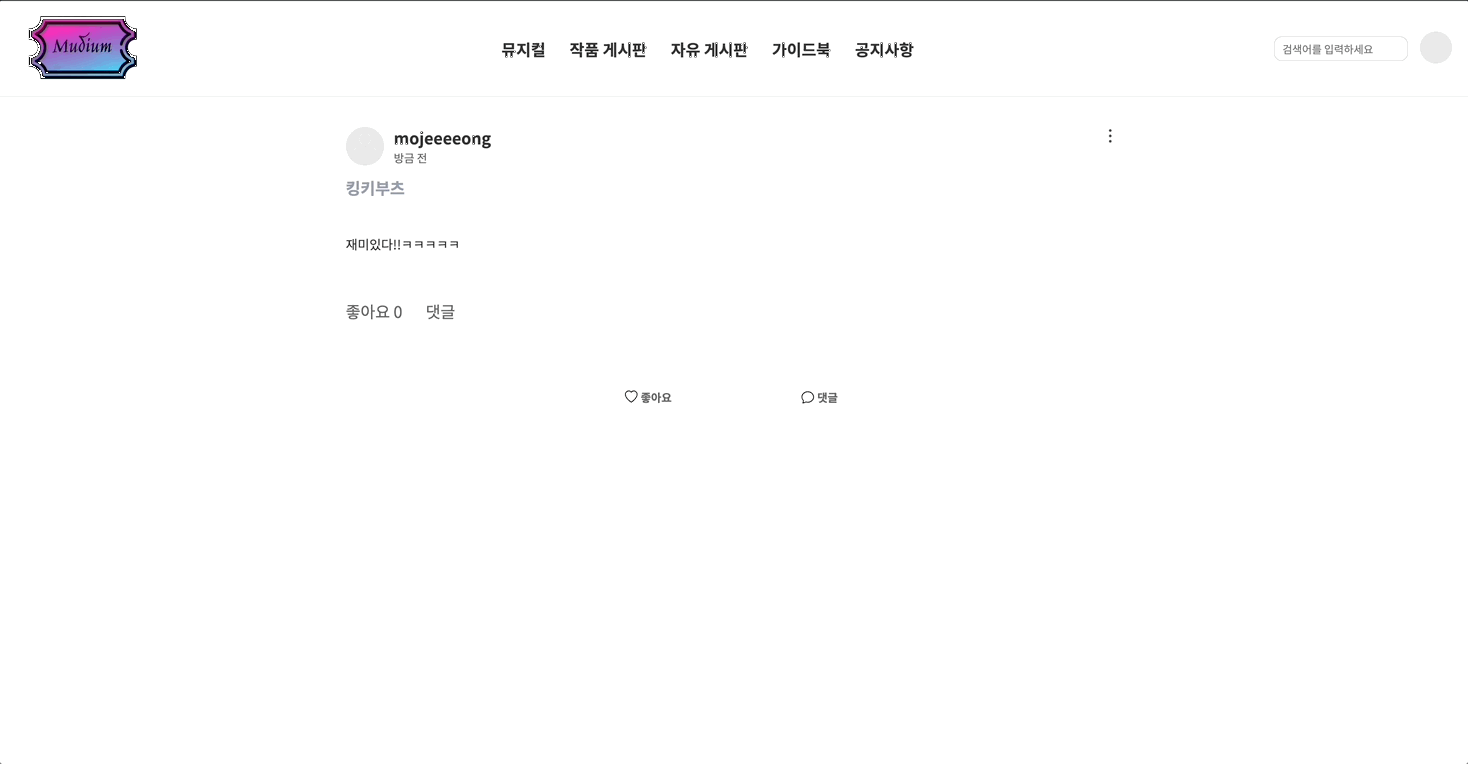 Mudium
뮤지컬 작품 게시판 자유 게시판 가이드북 공지사항
검색어를 입력하세요
mojeeeeong
방금 전
킹키부츠
재미있다!!ㅋㅋㅋㅋㅋ
좋아요 0 댓글
좋아요 댓글